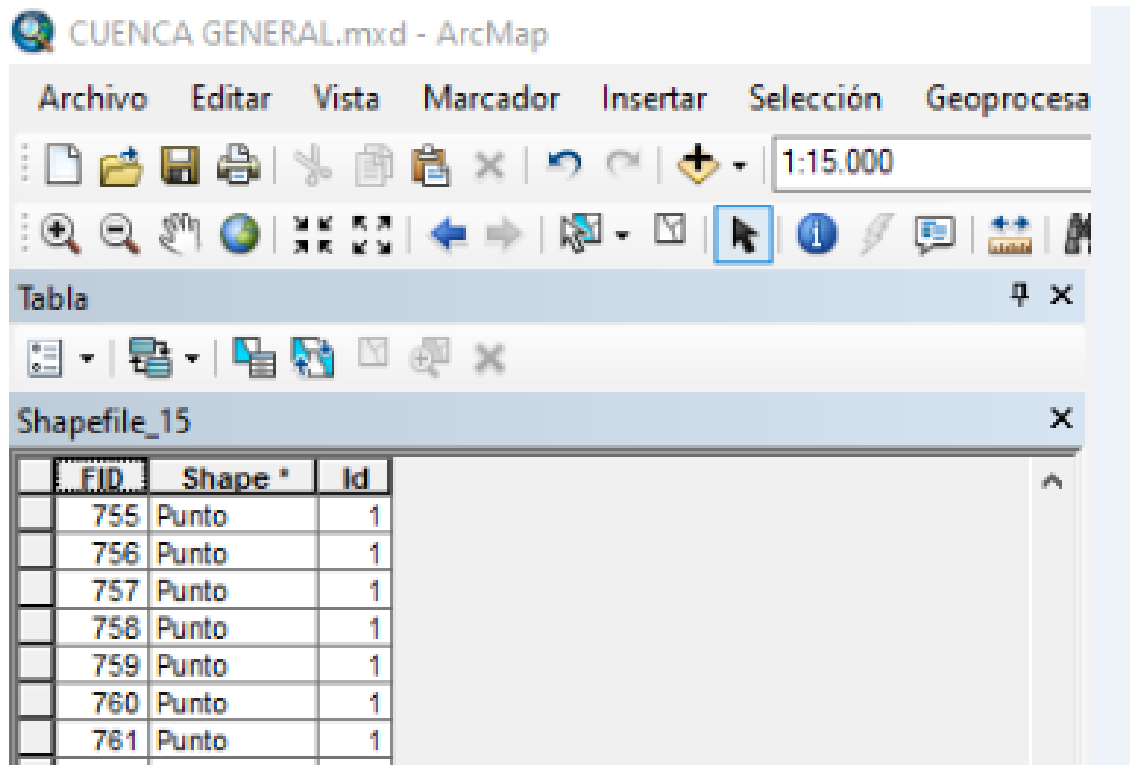 CUENCA GENERAL.mxd - ArcMap
Archivo Editar Vista Marcador Insertar Selección Geoprocesa
1:15.000
Tabla
Shapefile_15
FID Shape * Id
755 Punto 1
756 Punto 1
757 Punto 1
758 Punto 1
759 Punto 1
760 Punto 1
761 Punto 1